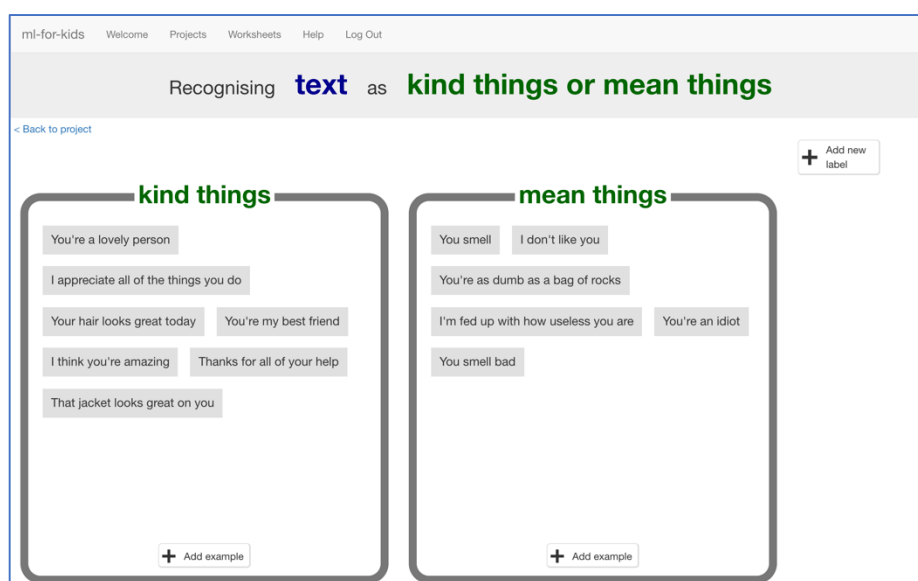 ml-for-kids Welcome Projects Worksheets Help Log Out
Recognising text as kind things or mean things
< Back to project
Add new
label
kind things
You're a lovely person
I appreciate all of the things you do
Your hair looks great today You're my best friend
I think you're amazing Thanks for all of your help
That jacket looks great on you
Add example
mean things
You smell I don't like you
You're as dumb as a bag of rocks
I'm fed up with how useless you are You're an idiot
You smell bad
Add example